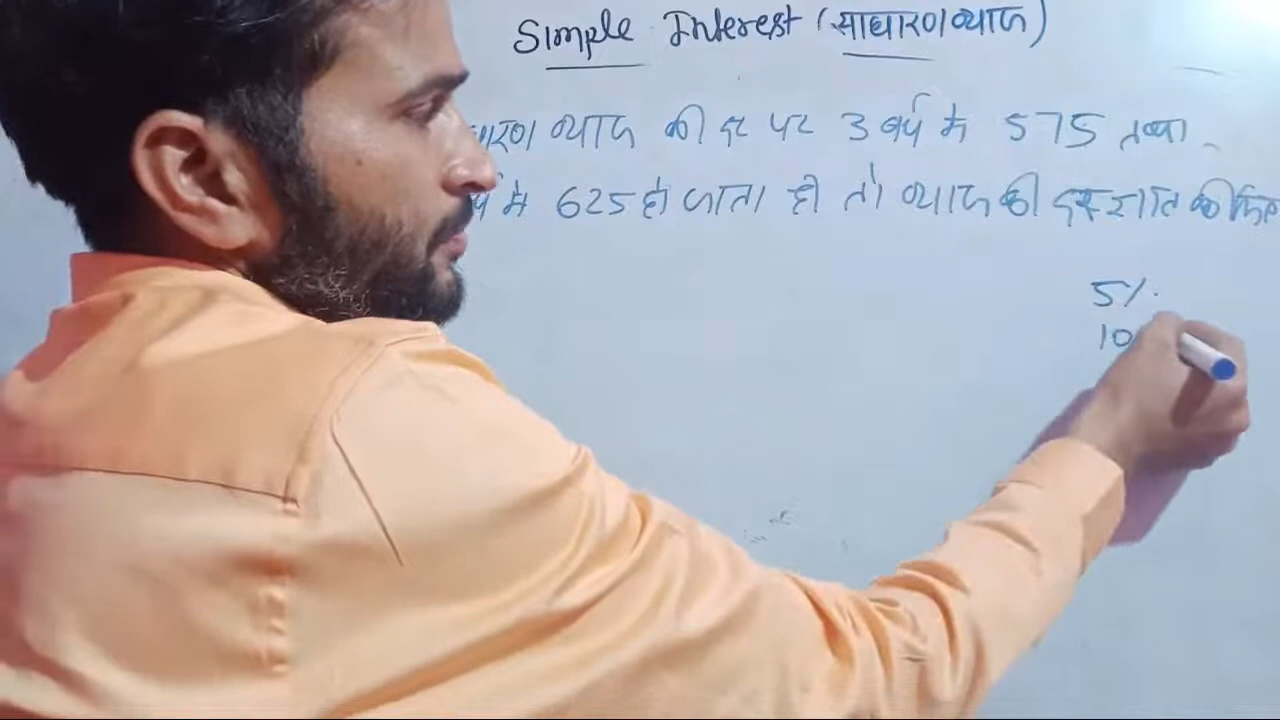 Simple Interest (साधारण ब्याज)
धारण ब्याज की दर पर 3 वर्ष में 575 तथा
र्ष में 625 हो जाता है तो ब्याज की दर ज्ञात कीजिए
5%
10